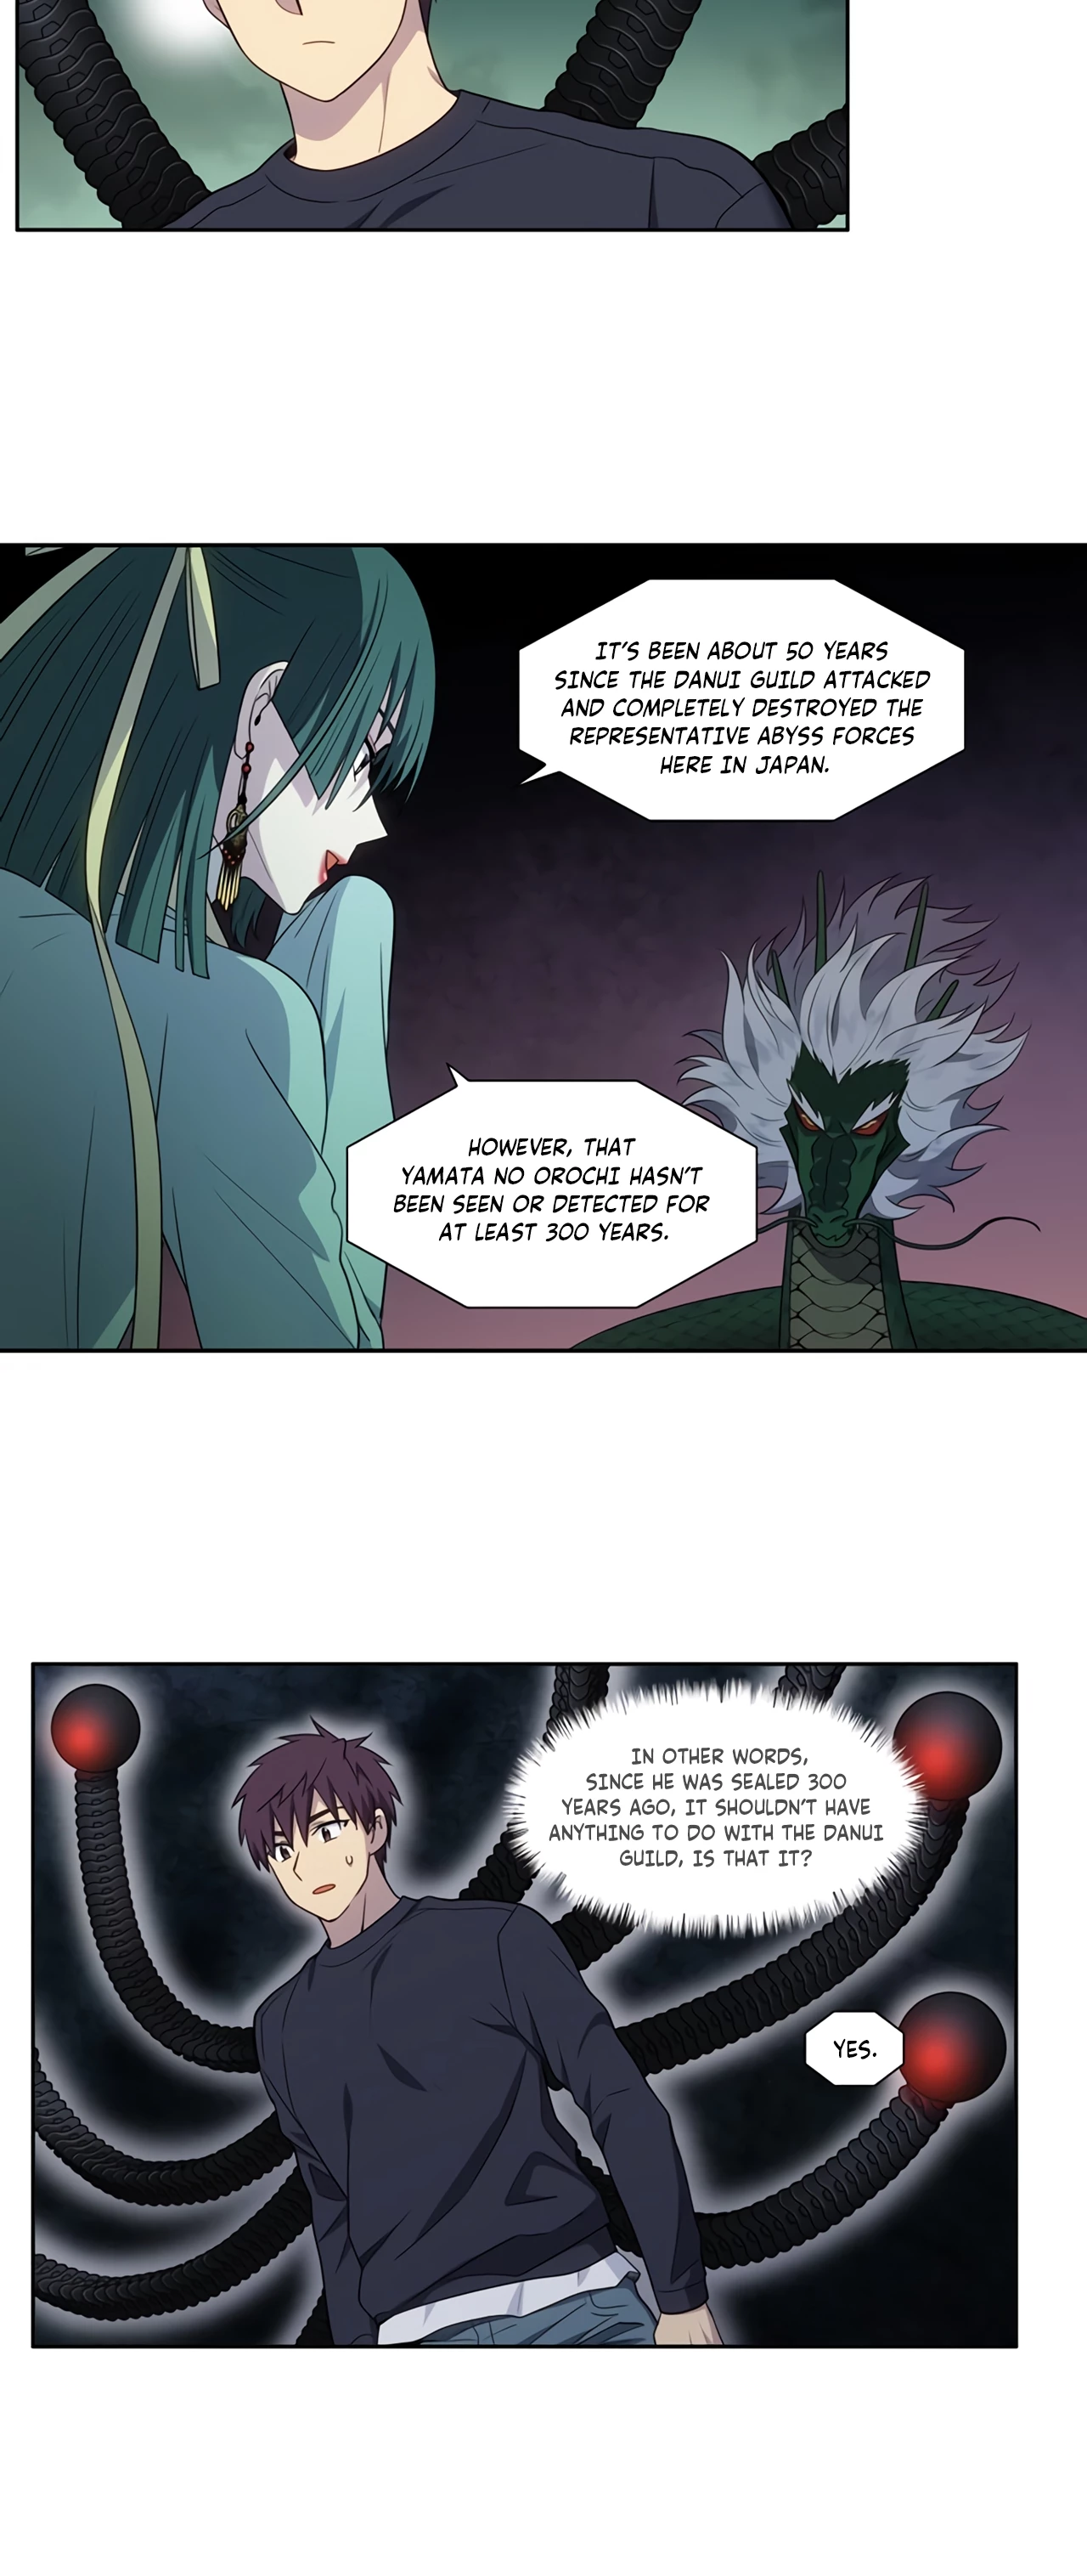 IT'S BEEN ABOUT 50 YEARS
SINCE THE DANUI GUILD ATTACKED
AND COMPLETELY DESTROYED THE
REPRESENTATIVE ABYSS FORCES
HERE IN JAPAN.
HOWEVER, THAT
YAMATA NO OROCHI HASN'T
BEEN SEEN OR DETECTED FOR
AT LEAST 300 YEARS.
IN OTHER WORDS,
SINCE HE WAS SEALED 300
YEARS AGO, IT SHOULDN'T HAVE
ANYTHING TO DO WITH THE DANUI
GUILD, IS THAT IT?
YES.